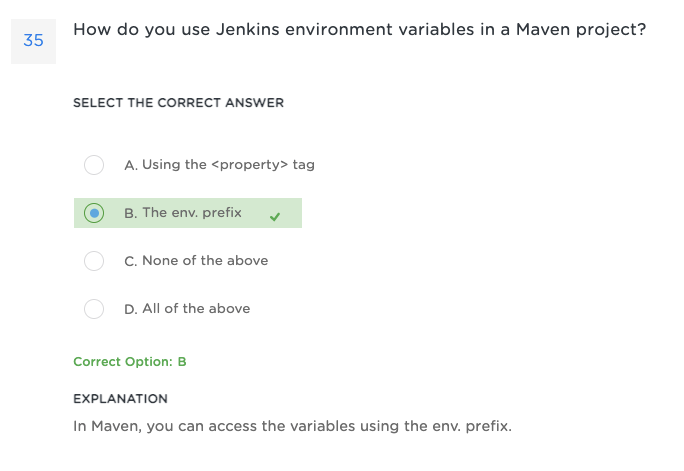 35
How do you use Jenkins environment variables in a Maven project?
SELECT THE CORRECT ANSWER
A. Using the <property> tag
B. The env. prefix
C. None of the above
D. All of the above
Correct Option: B
EXPLANATION
In Maven, you can access the variables using the env. prefix.